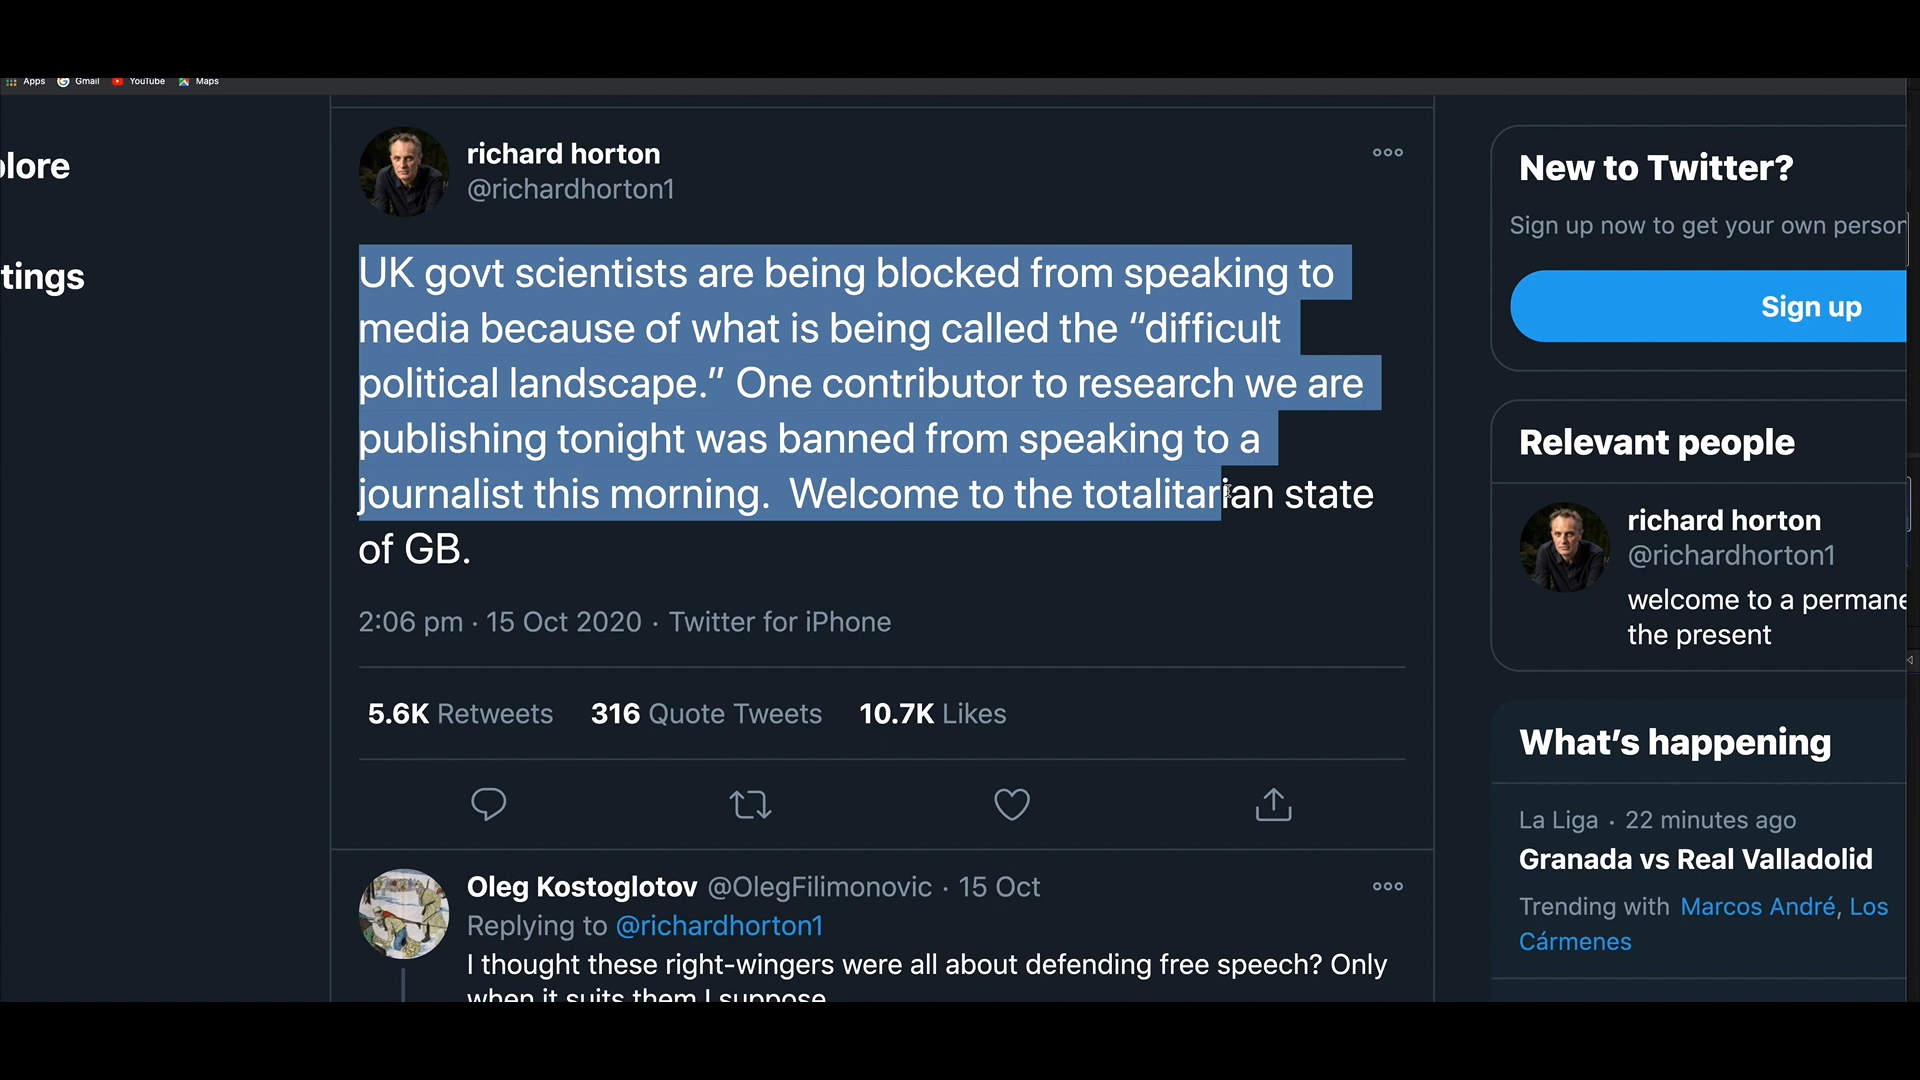 Apps Gmail YouTube Maps
plore
tings
richard horton
@richardhorton1
UK govt scientists are being blocked from speaking to
media because of what is being called the “difficult
political landscape.” One contributor to research we are
publishing tonight was banned from speaking to a
journalist this morning.  Welcome to the totalitarian state
of GB.
2:06 pm · 15 Oct 2020 · Twitter for iPhone
5.6K Retweets 316 Quote Tweets 10.7K Likes
Oleg Kostoglotov @OlegFilimonovic · 15 Oct
Replying to @richardhorton1
I thought these right-wingers were all about defending free speech? Only
when it suits them I suppose
New to Twitter?
Sign up now to get your own person
Sign up
Relevant people
richard horton
@richardhorton1
welcome to a permane
the present
What’s happening
La Liga · 22 minutes ago
Granada vs Real Valladolid
Trending with Marcos André, Los
Cármenes